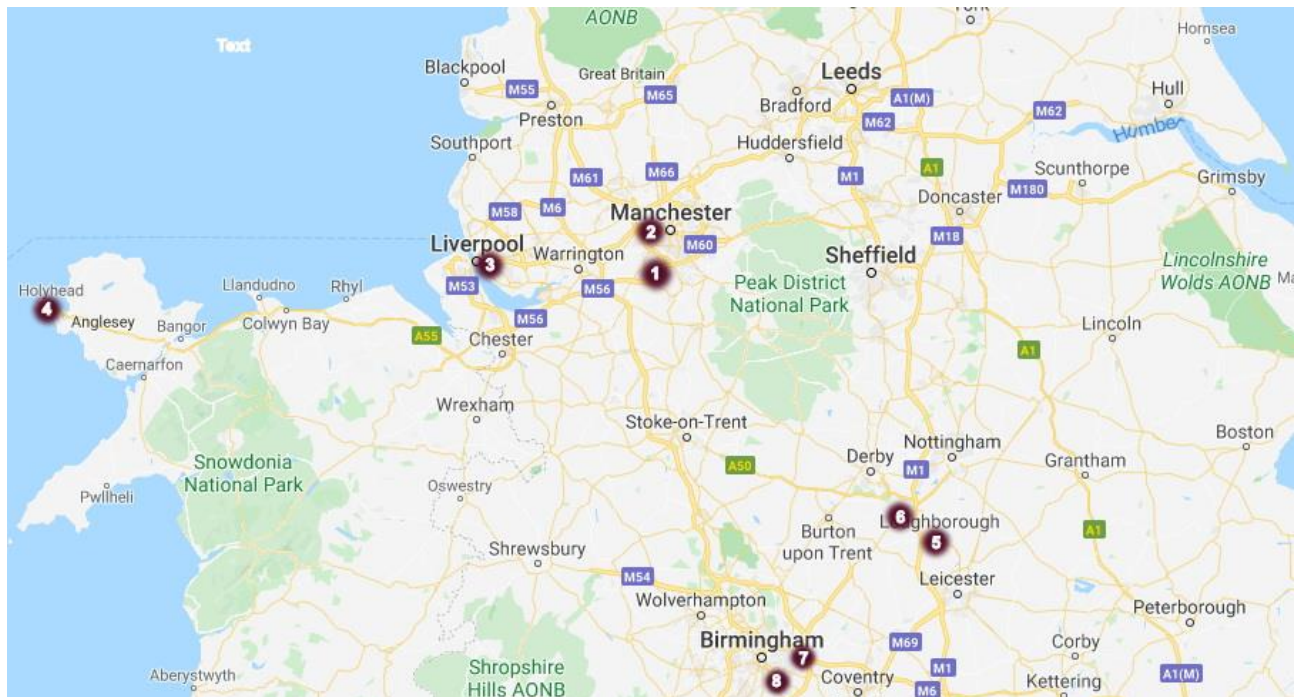 AONB
York
Hornsea
Text
Blackpool
Great Britain
Leeds
M55
M65
Bradford
A1(M)
Hull
Preston
M62
M62
Humbe
Southport
Huddersfield
M66
M61
M1
A1
Scunthorpe
Grimsby
M180
M58
M6
Doncaster
Manchester
2
M60
M18
Liverpool
Warrington
3
1
Sheffield
Lincolnshire
Wolds AONB
Ma
M53
M56
Peak District
National Park
Holyhead
Llandudno
Rhyl
4
Anglesey
Bangor
Colwyn Bay
M56
Lincoln
A55
Chester
A1
Caernarfon
Wrexham
Stoke-on-Trent
Boston
Nottingham
Snowdonia
National Park
A50
Derby
M1
Grantham
Pwllheli
Oswestry
6
Loughborough
Burton
upon Trent
A1
5
Shrewsbury
M54
Leicester
Wolverhampton
Peterborough
Birmingham
M69
Corby
7
Shropshire
Hills AONB
Aberystwyth
8
Coventry
M1
M6
Kettering
A1(M)